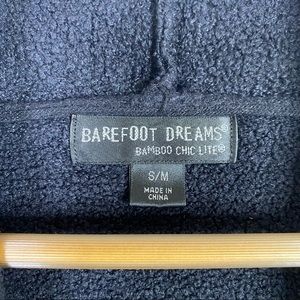 BAREFOOT DREAMS®
BAMBOO CHIC LITE®
S/M
MADE IN
CHINA